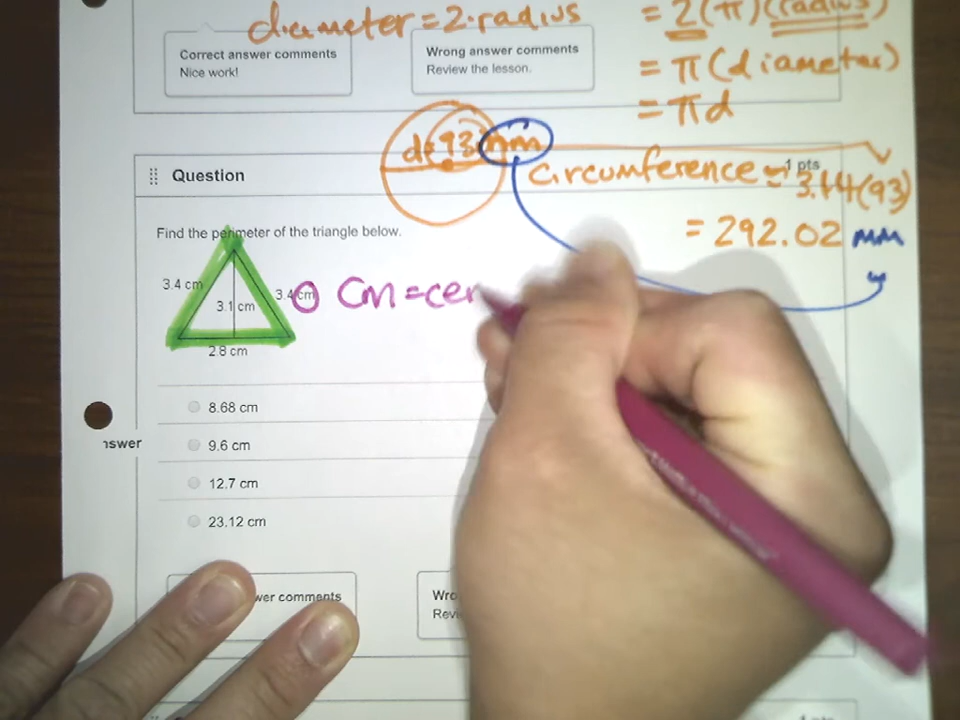 diameter = 2·radius
= 2(π)(radius)
Correct answer comments
Nice work!
Wrong answer comments
Review the lesson.
= π(diameter)
= πd
d=93 mm
Question
1 pts
circumference ≈ 3.14(93)
= 292.02 mm
Find the perimeter of the triangle below.
3.4 cm
3.4 cm
3.1 cm
2.8 cm
cm = cen
8.68 cm
9.6 cm
nswer
12.7 cm
23.12 cm
wer comments
Wro
Revi